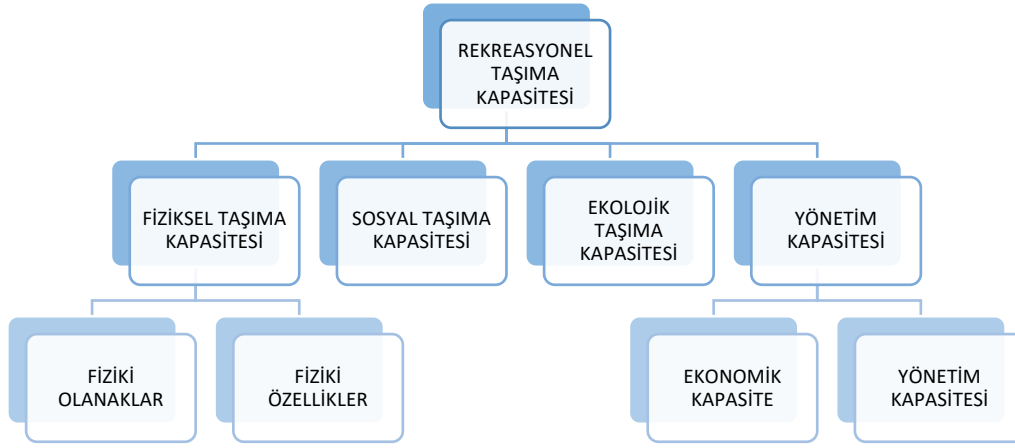 REKREASYONEL
TAŞIMA
KAPASİTESİ
FİZİKSEL TAŞIMA
KAPASİTESİ
SOSYAL TAŞIMA
KAPASİTESİ
EKOLOJİK
TAŞIMA
KAPASİTESİ
YÖNETİM
KAPASİTESİ
FİZİKİ
OLANAKLAR
FİZİKİ
ÖZELLİKLER
EKONOMİK
KAPASİTE
YÖNETİM
KAPASİTESİ